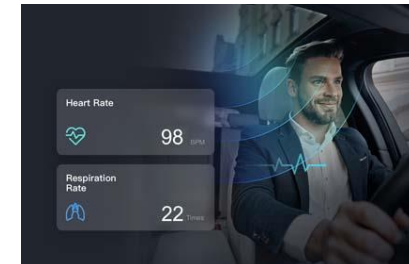 Heart Rate
98 BPM
Respiration
Rate
22 Times